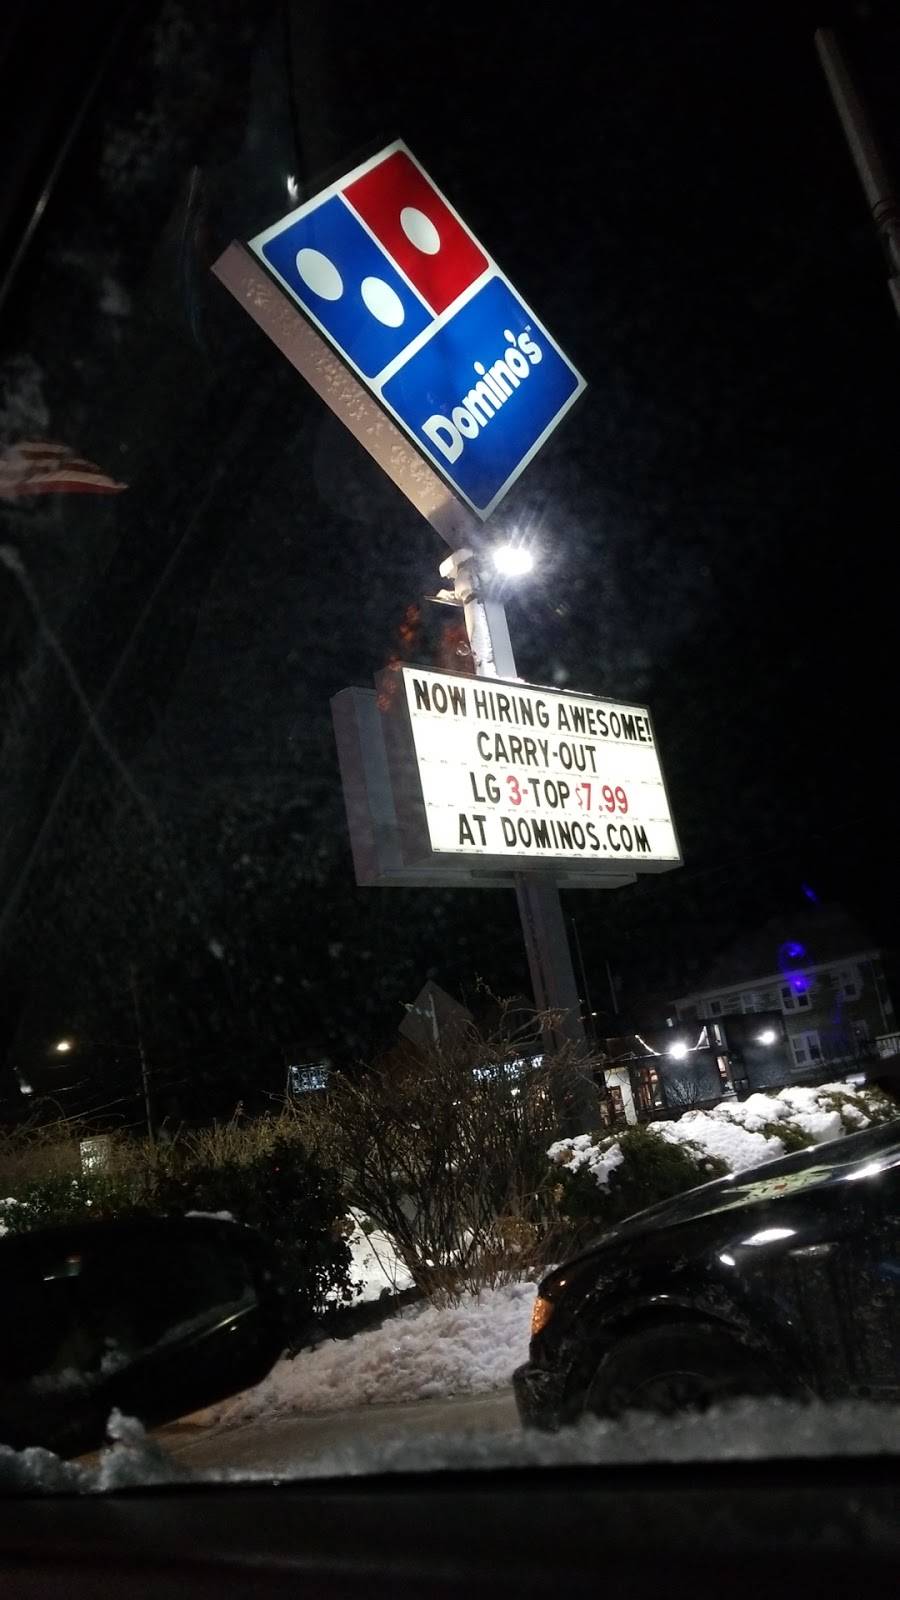 Domino's
NOW HIRING AWESOME!
CARRY-OUT
LG 3-TOP $7.99
AT DOMINOS.COM